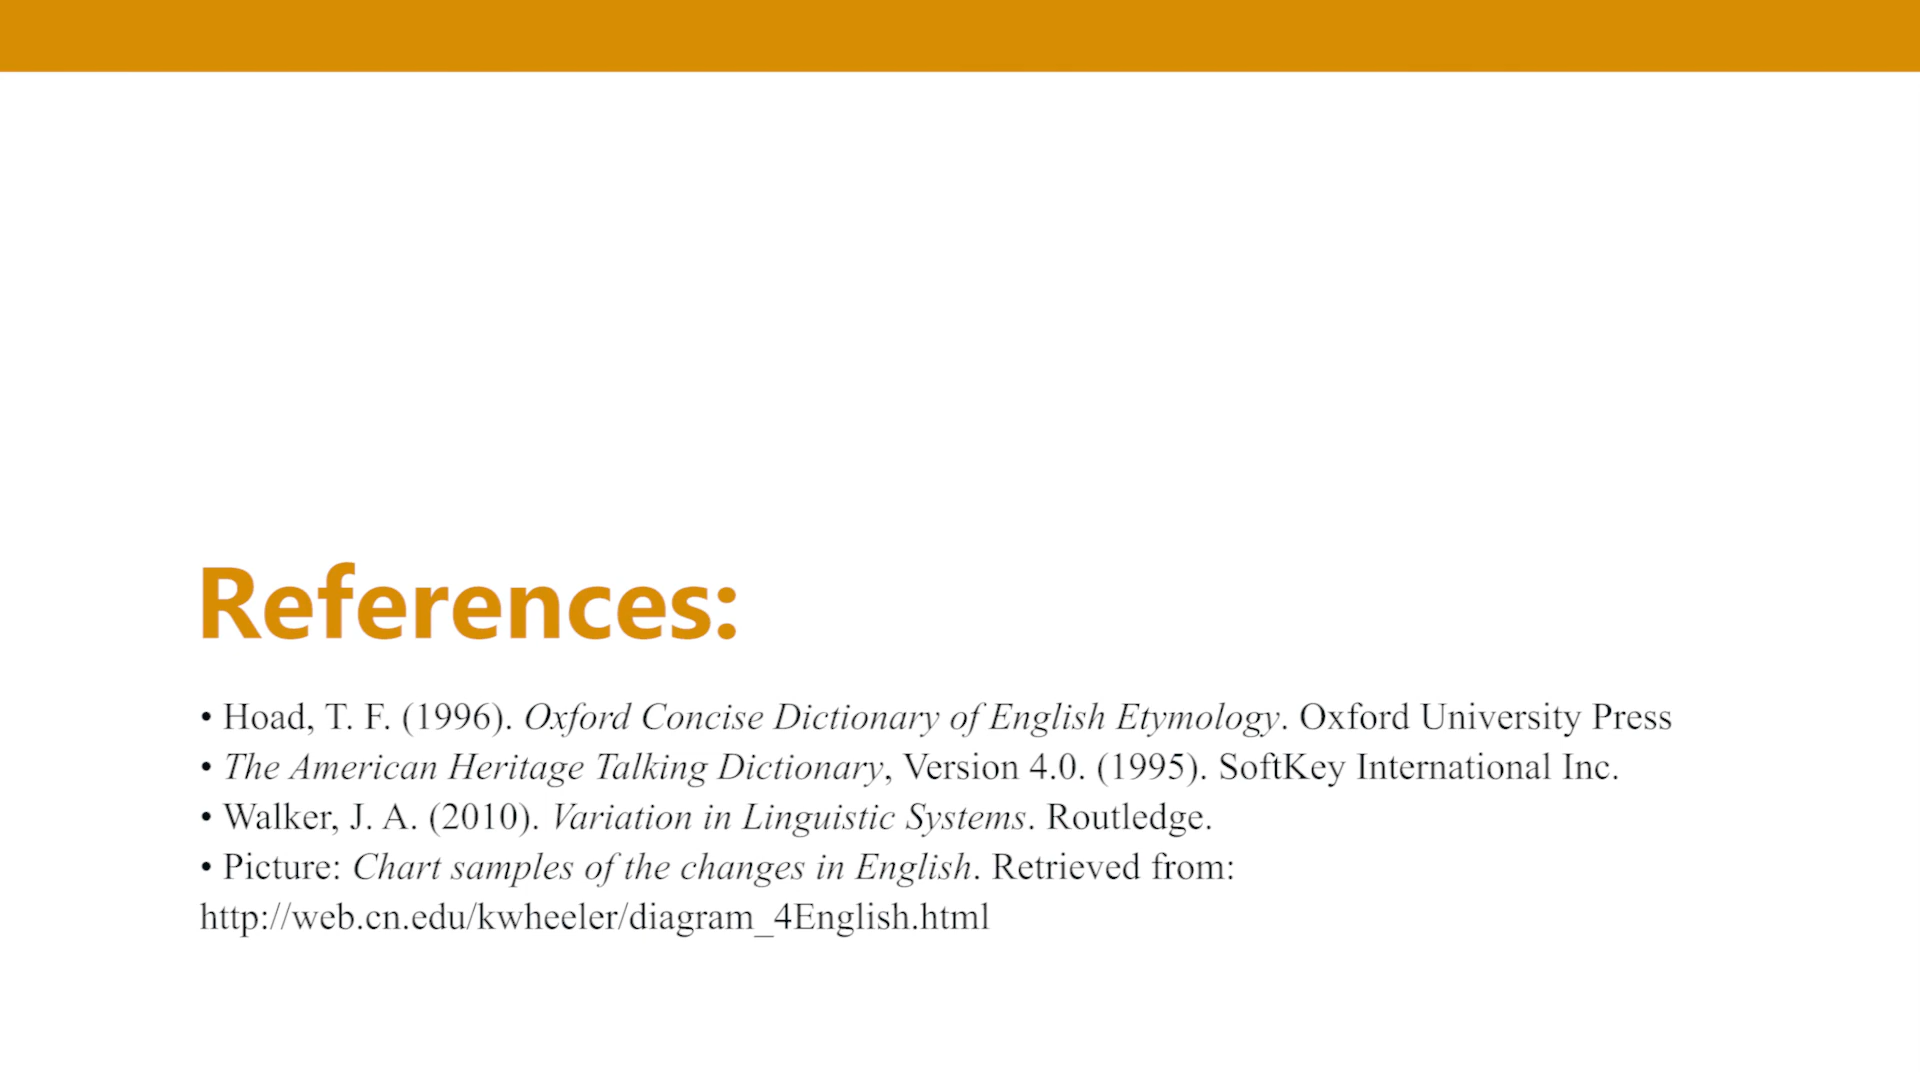 References:
• Hoad, T. F. (1996). Oxford Concise Dictionary of English Etymology. Oxford University Press
• The American Heritage Talking Dictionary, Version 4.0. (1995). SoftKey International Inc.
• Walker, J. A. (2010). Variation in Linguistic Systems. Routledge.
• Picture: Chart samples of the changes in English. Retrieved from:
http://web.cn.edu/kwheeler/diagram_4English.html